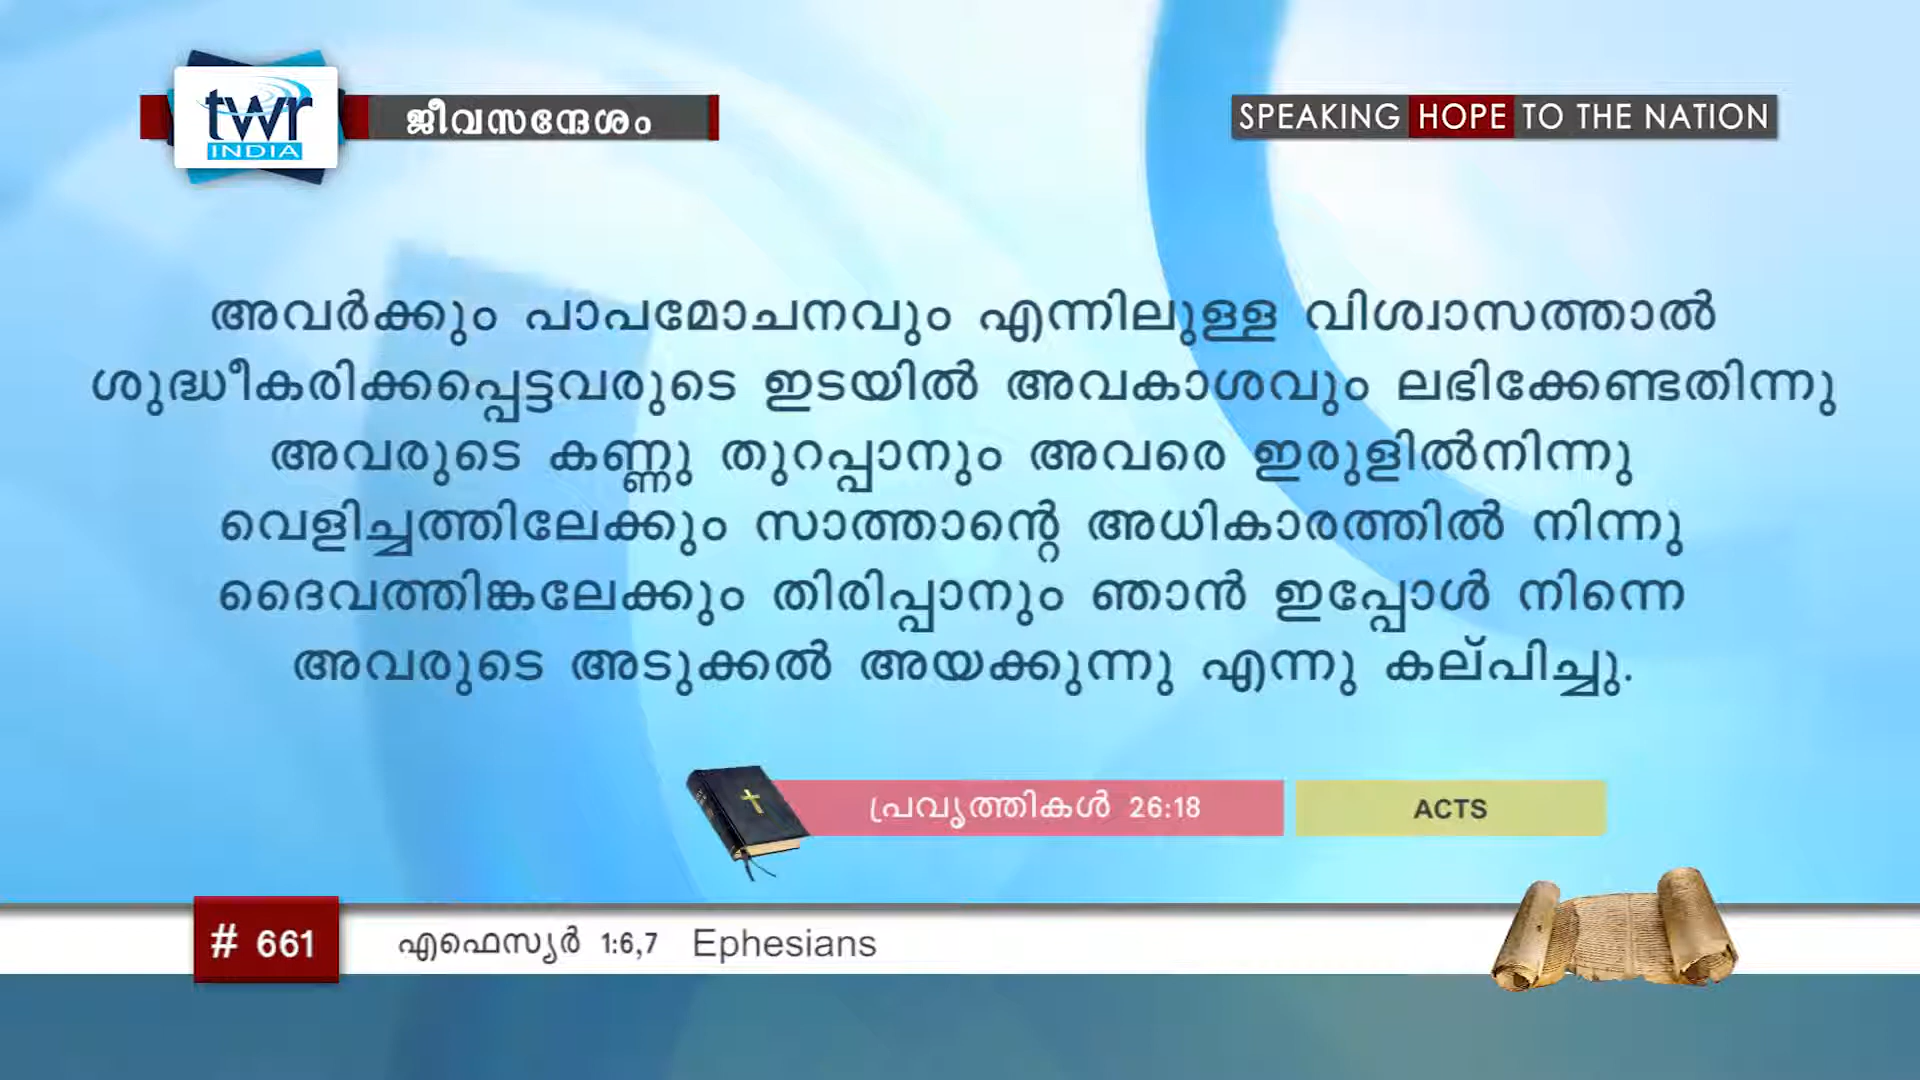 twr
INDIA
ജീവസന്ദേശം
SPEAKING HOPE TO THE NATION
അവർക്കും പാപമോചനവും എന്നിലുള്ള വിശ്വാസത്താൽ
ശുദ്ധീകരിക്കപ്പെട്ടവരുടെ ഇടയിൽ അവകാശവും ലഭിക്കേണ്ടതിന്നു
അവരുടെ കണ്ണു തുറപ്പാനും അവരെ ഇരുളിൽനിന്നു
വെളിച്ചത്തിലേക്കും സാത്താന്റെ അധികാരത്തിൽ നിന്നു
ദൈവത്തിങ്കലേക്കും തിരിപ്പാനും ഞാൻ ഇപ്പോൾ നിന്നെ
അവരുടെ അടുക്കൽ അയക്കുന്നു എന്നു കല്പിച്ചു.
പ്രവൃത്തികൾ 26:18
ACTS
# 661
എഫെസ്യർ 1:6,7 Ephesians